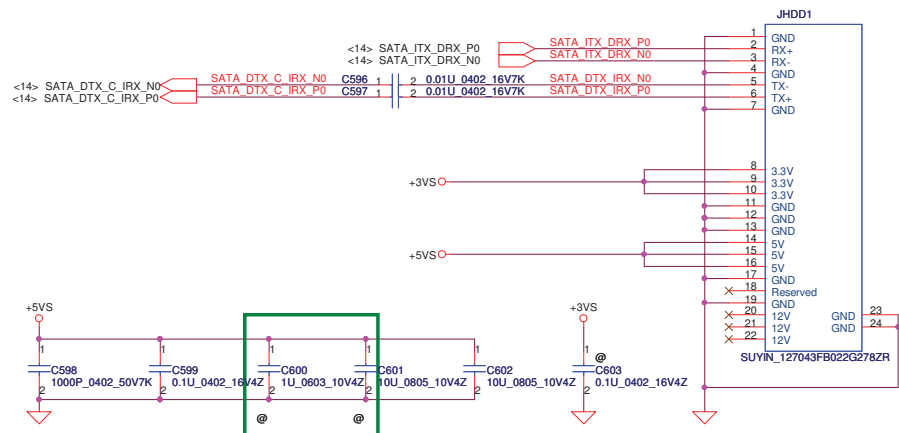 JHDD1
1 GND
<14> SATA_ITX_DRX_P0 SATA_ITX_DRX_P0 2 RX+
<14> SATA_ITX_DRX_N0 SATA_ITX_DRX_N0 3 RX-
4 GND
<14> SATA_DTX_C_IRX_N0 SATA_DTX_C_IRX_N0 C596 1 2 0.01U_0402_16V7K SATA_DTX_IRX_N0 5 TX-
<14> SATA_DTX_C_IRX_P0 SATA_DTX_C_IRX_P0 C597 1 2 0.01U_0402_16V7K SATA_DTX_IRX_P0 6 TX+
7 GND
8 3.3V
+3VS 9 3.3V
10 3.3V
11 GND
12 GND
13 GND
14 5V
+5VS 15 5V
16 5V
17 GND
18 Reserved
19 GND
20 12V GND 23
21 12V GND 24
22 12V
SUYIN_127043FB022G278ZR
+5VS +3VS
1 1 1 1 1 1 @
C598 C599 C600 C601 C602 C603
1000P_0402_50V7K 0.1U_0402_16V4Z 1U_0603_10V4Z 10U_0805_10V4Z 10U_0805_10V4Z 0.1U_0402_16V4Z
2 2 2 2 2 2
@ @